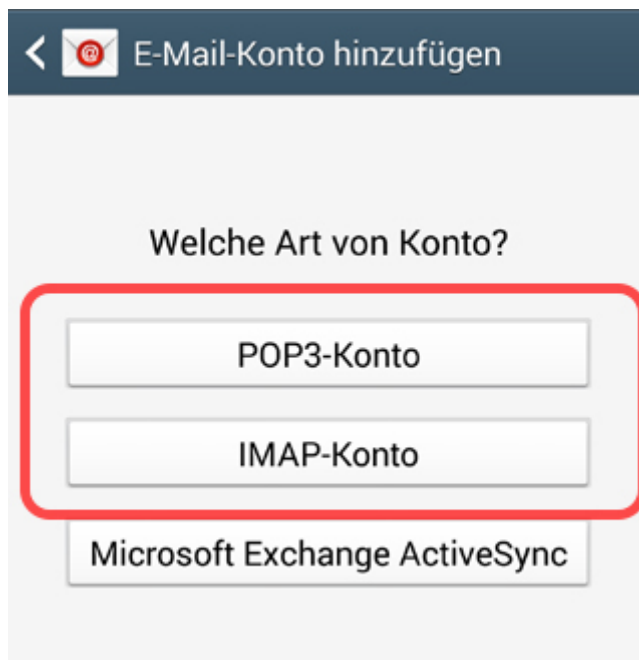 E-Mail-Konto hinzufügen
Welche Art von Konto?
POP3-Konto
IMAP-Konto
Microsoft Exchange ActiveSync